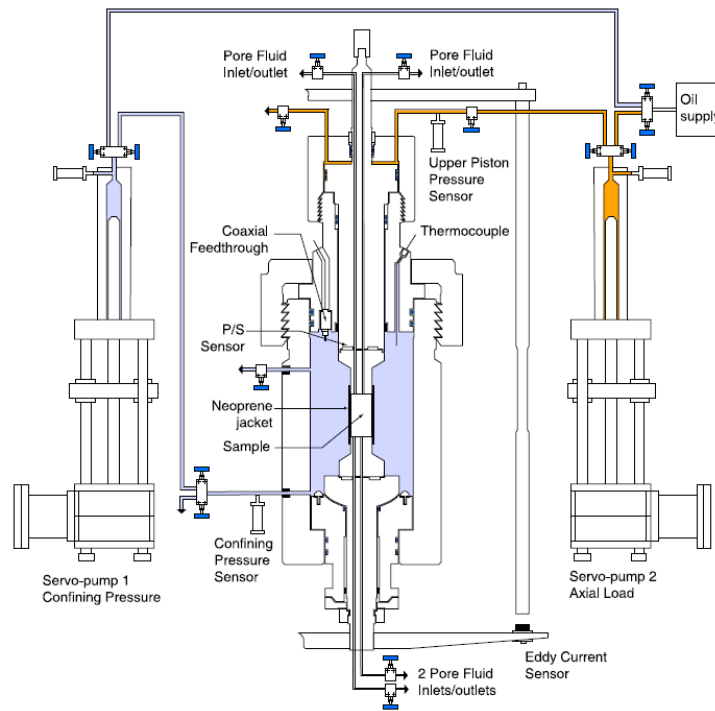 Pore Fluid
Inlet/outlet
Pore Fluid
Inlet/outlet
Oil
supply
Upper Piston
Pressure
Sensor
Coaxial
Feedthrough
Thermocouple
P/S
Sensor
Neoprene
jacket
Sample
Confining
Pressure
Sensor
Servo-pump 1
Confining Pressure
Servo-pump 2
Axial Load
Eddy Current
Sensor
2 Pore Fluid
Inlets/outlets